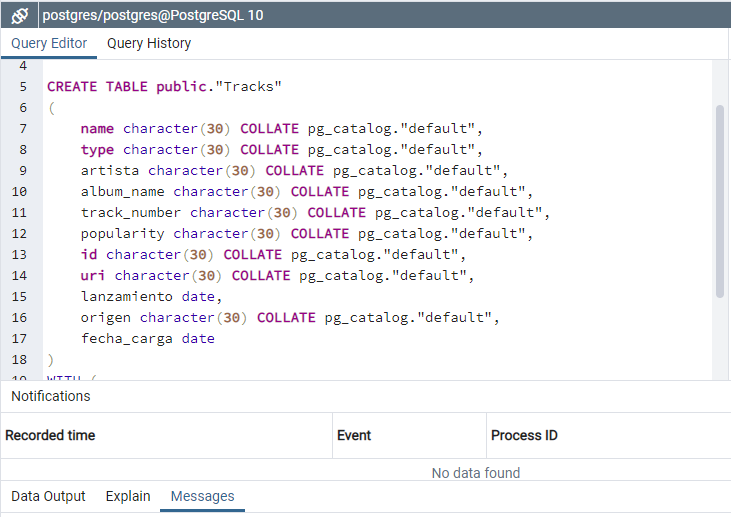 postgres/postgres@PostgreSQL 10
Query Editor Query History
4
5 CREATE TABLE public."Tracks"
6 (
7 name character(30) COLLATE pg_catalog."default",
8 type character(30) COLLATE pg_catalog."default",
9 artista character(30) COLLATE pg_catalog."default",
10 album_name character(30) COLLATE pg_catalog."default",
11 track_number character(30) COLLATE pg_catalog."default",
12 popularity character(30) COLLATE pg_catalog."default",
13 id character(30) COLLATE pg_catalog."default",
14 uri character(30) COLLATE pg_catalog."default",
15 lanzamiento date,
16 origen character(30) COLLATE pg_catalog."default",
17 fecha_carga date
18 )
19 WITH (
Notifications
Recorded time Event Process ID
No data found
Data Output Explain Messages